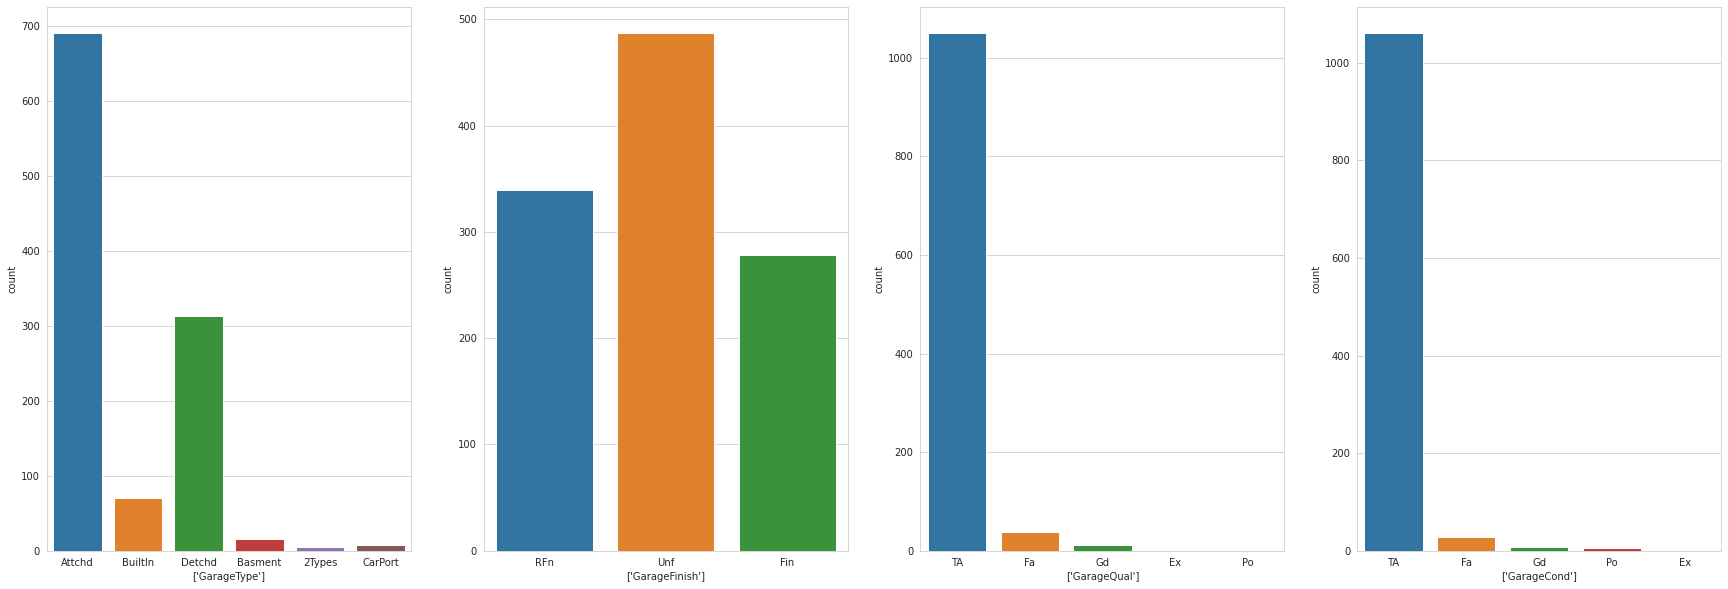 700
600
500
400
300
200
100
0
count
Attchd BuiltIn Detchd Basment 2Types CarPort
['GarageType']
500
400
300
200
100
0
count
RFn Unf Fin
['GarageFinish']
1000
800
600
400
200
0
count
TA Fa Gd Ex Po
['GarageQual']
1000
800
600
400
200
0
count
TA Fa Gd Po Ex
['GarageCond']